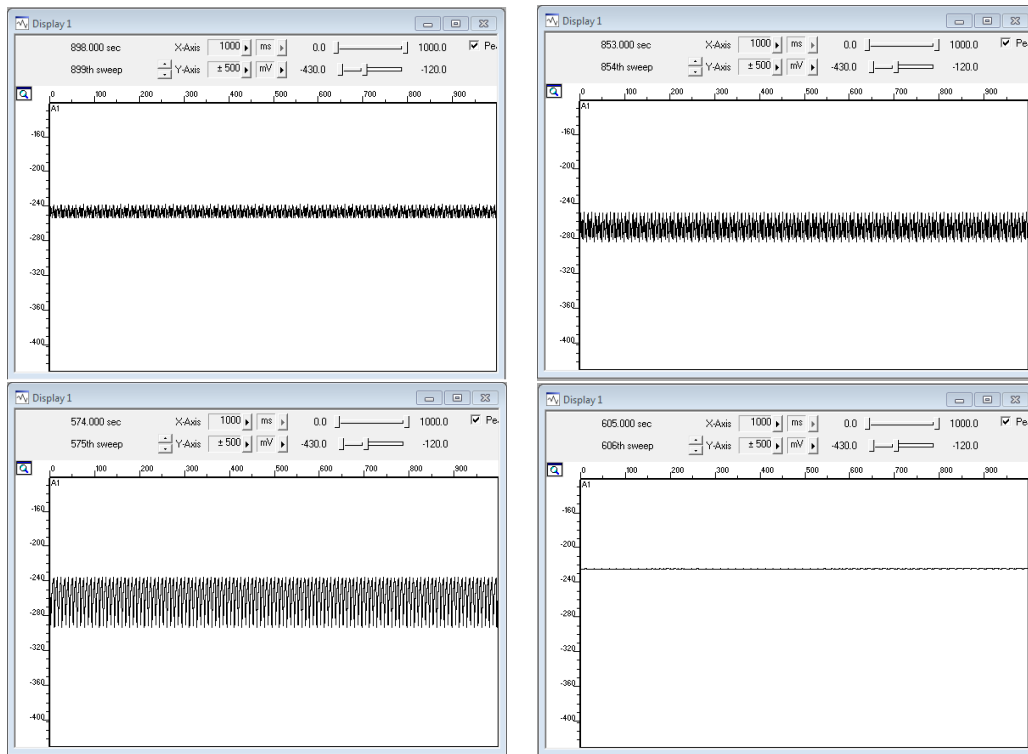 Display 1
898.000 sec X-Axis 1000 ms 0.0 1000.0 Pe
899th sweep Y-Axis ± 500 mV -430.0 -120.0
0 100 200 300 400 500 600 700 800 900
A1
-160
-200
-240
-280
-320
-360
-400
Display 1
853.000 sec X-Axis 1000 ms 0.0 1000.0 Pe
854th sweep Y-Axis ± 500 mV -430.0 -120.0
0 100 200 300 400 500 600 700 800 900
A1
-160
-200
-240
-280
-320
-360
-400
Display 1
574.000 sec X-Axis 1000 ms 0.0 1000.0 Pe
575th sweep Y-Axis ± 500 mV -430.0 -120.0
0 100 200 300 400 500 600 700 800 900
A1
-160
-200
-240
-280
-320
-360
-400
Display 1
605.000 sec X-Axis 1000 ms 0.0 1000.0 Pe
606th sweep Y-Axis ± 500 mV -430.0 -120.0
0 100 200 300 400 500 600 700 800 900
A1
-160
-200
-240
-280
-320
-360
-400